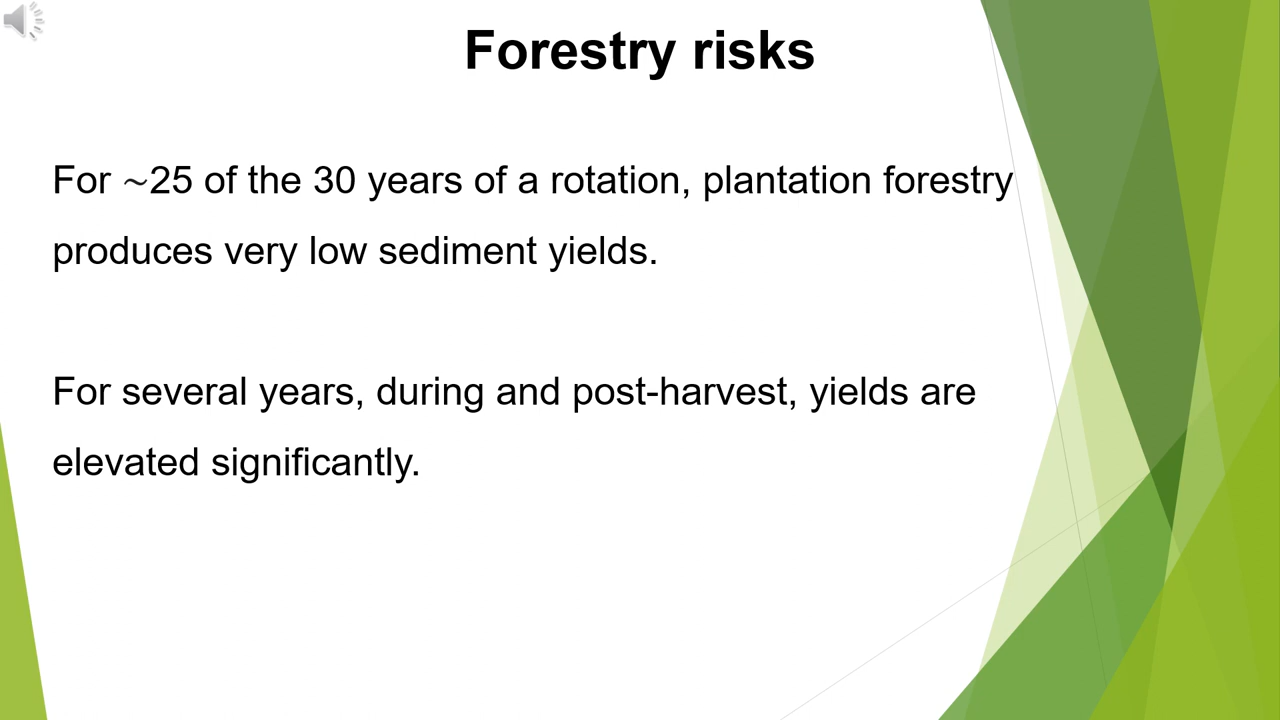 Forestry risks
For ~25 of the 30 years of a rotation, plantation forestry
produces very low sediment yields.
For several years, during and post-harvest, yields are
elevated significantly.